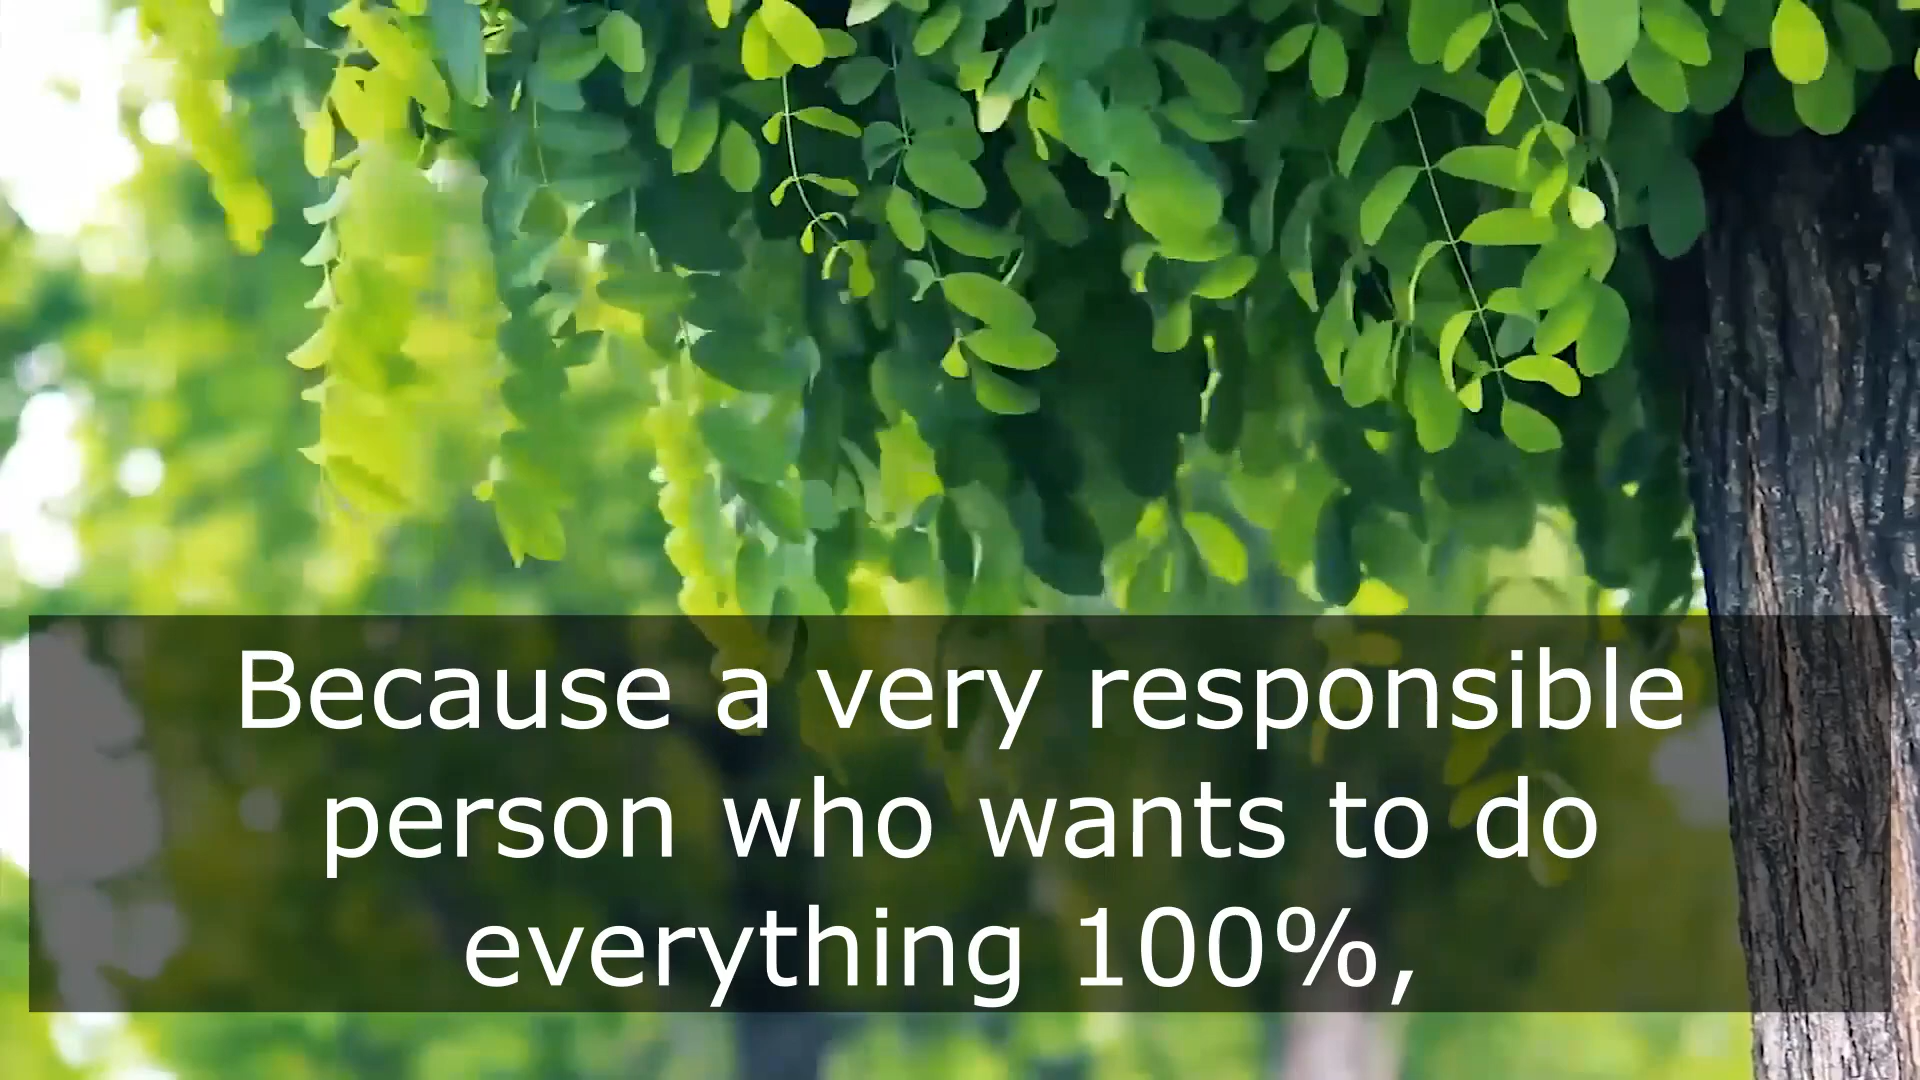 Because a very responsible
person who wants to do
everything 100%,